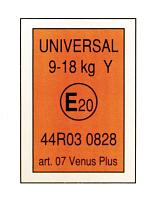 UNIVERSAL
9-18 kg Y
E20
44R03 0828
art. 07 Venus Plus